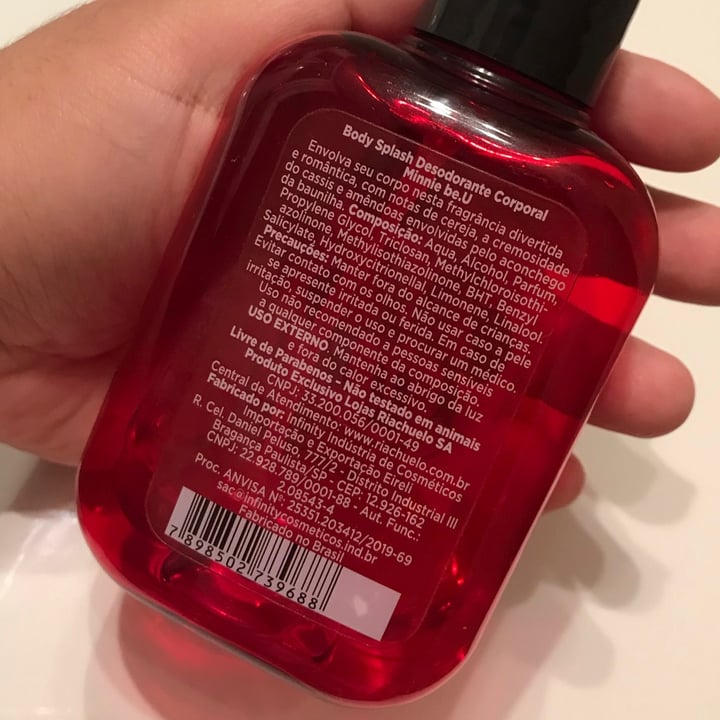 Body Splash Desodorante Corporal
Minnie be.U
Envolva seu corpo nesta fragrância divertida
e romântica, com notas de cereja, a cremosidade
do cassis e amêndoas envolvidas pelo aconchego
da baunilha. Composição: Aqua, Alcohol, Parfum,
Propylene Glycol, Triclosan, Methylchloroisothi-
azolinone, Methylisothiazolinone, BHT, Benzyl
Salicylate, Hydroxycitronellal, Limonene, Linalool.
Precauções: Manter fora do alcance de crianças.
Evitar contato com os olhos. Não usar caso a pele
se apresente irritada ou ferida. Em caso de
irritação, suspender o uso e procurar um médico.
Uso não recomendado a pessoas sensíveis
a qualquer componente da composição.
USO EXTERNO. Mantenha ao abrigo da luz
e fora do calor excessivo.
Livre de Parabenos - Não testado em animais
Produto Exclusivo Lojas Riachuelo SA
CNPJ: 33.200.056/0001-49
Central de Atendimento: www.riachuelo.com.br
Fabricado por: Infinity Indústria de Cosméticos
Importação e Exportação Eireli
R. Cel. Daniel Peluso, 777/2 - Distrito Industrial III
Bragança Paulista/SP - CEP: 12.926-162
CNPJ: 22.928.789/0001-88 - Aut. Func.:
2.08543-4
Proc. ANVISA Nº. 25351.203412/2019-69
sac@infinitycosmeticos.ind.br
Fabricado no Brasil
7 898502 739688